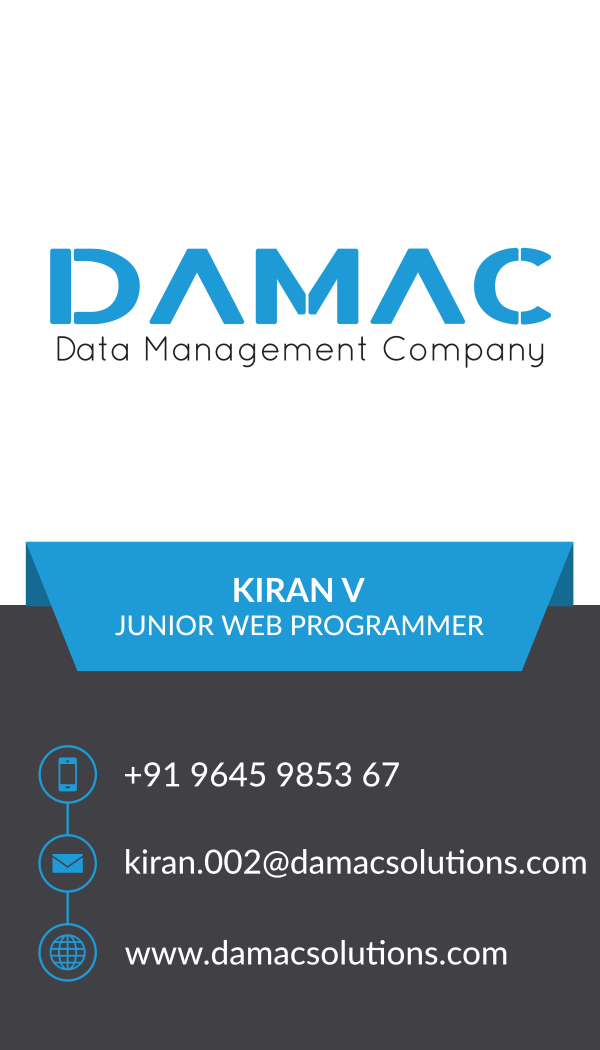 DAMAC
Data Management Company
KIRAN V
JUNIOR WEB PROGRAMMER
+91 9645 9853 67
kiran.002@damacsolutions.com
www.damacsolutions.com